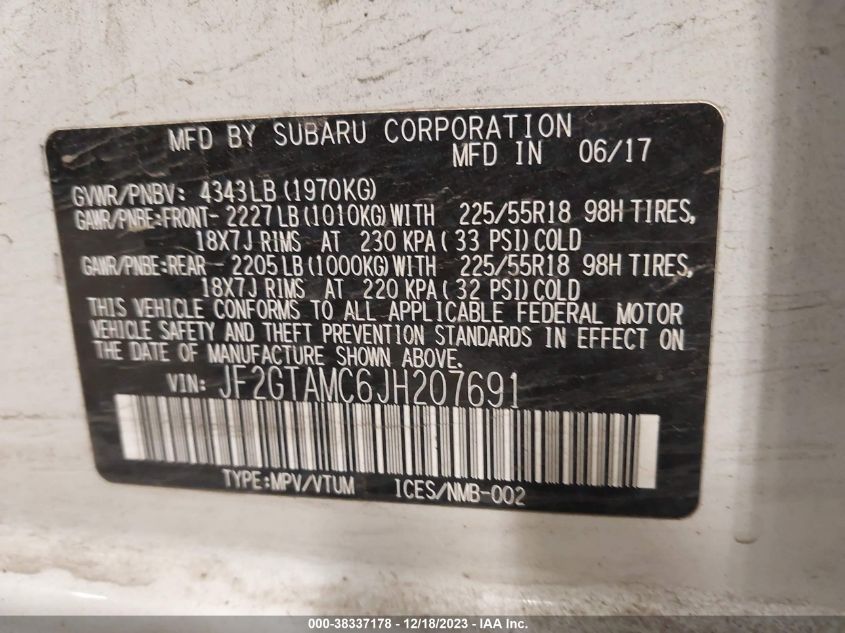 MFD BY SUBARU CORPORATION
MFD IN 06/17
GVWR/PNBV: 4343LB(1970KG)
GAWR/PNBE:FRONT- 2227LB(1010KG)WITH 225/55R18 98H TIRES,
18X7J RIMS AT 230 KPA(33 PSI)COLD
GAWR/PNBE:REAR - 2205LB(1000KG)WITH 225/55R18 98H TIRES,
18X7J RIMS AT 220 KPA(32 PSI)COLD
THIS VEHICLE CONFORMS TO ALL APPLICABLE FEDERAL MOTOR
VEHICLE SAFETY AND THEFT PREVENTION STANDARDS IN EFFECT ON
THE DATE OF MANUFACTURE SHOWN ABOVE.
VIN: JF2GTAMC6JH207691
TYPE:MPV/VTUM ICES/NMB-002
000-38337178 - 12/18/2023 - IAA Inc.